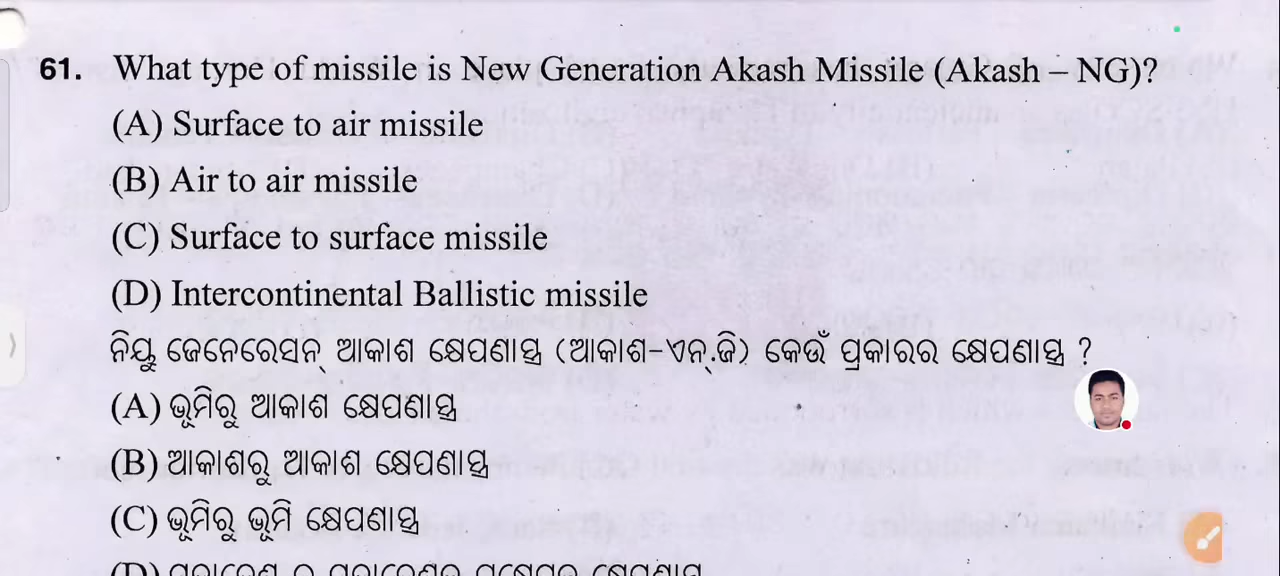 61. What type of missile is New Generation Akash Missile (Akash – NG)?
(A) Surface to air missile
(B) Air to air missile
(C) Surface to surface missile
(D) Intercontinental Ballistic missile
ନିୟୁ ଜେନେରେସନ୍ ଆକାଶ କ୍ଷେପଣାସ୍ତ୍ର (ଆକାଶ–ଏନ୍.ଜି) କେଉଁ ପ୍ରକାରର କ୍ଷେପଣାସ୍ତ୍ର ?
(A) ଭୂମିରୁ ଆକାଶ କ୍ଷେପଣାସ୍ତ୍ର
(B) ଆକାଶରୁ ଆକାଶ କ୍ଷେପଣାସ୍ତ୍ର
(C) ଭୂମିରୁ ଭୂମି କ୍ଷେପଣାସ୍ତ୍ର
(D)